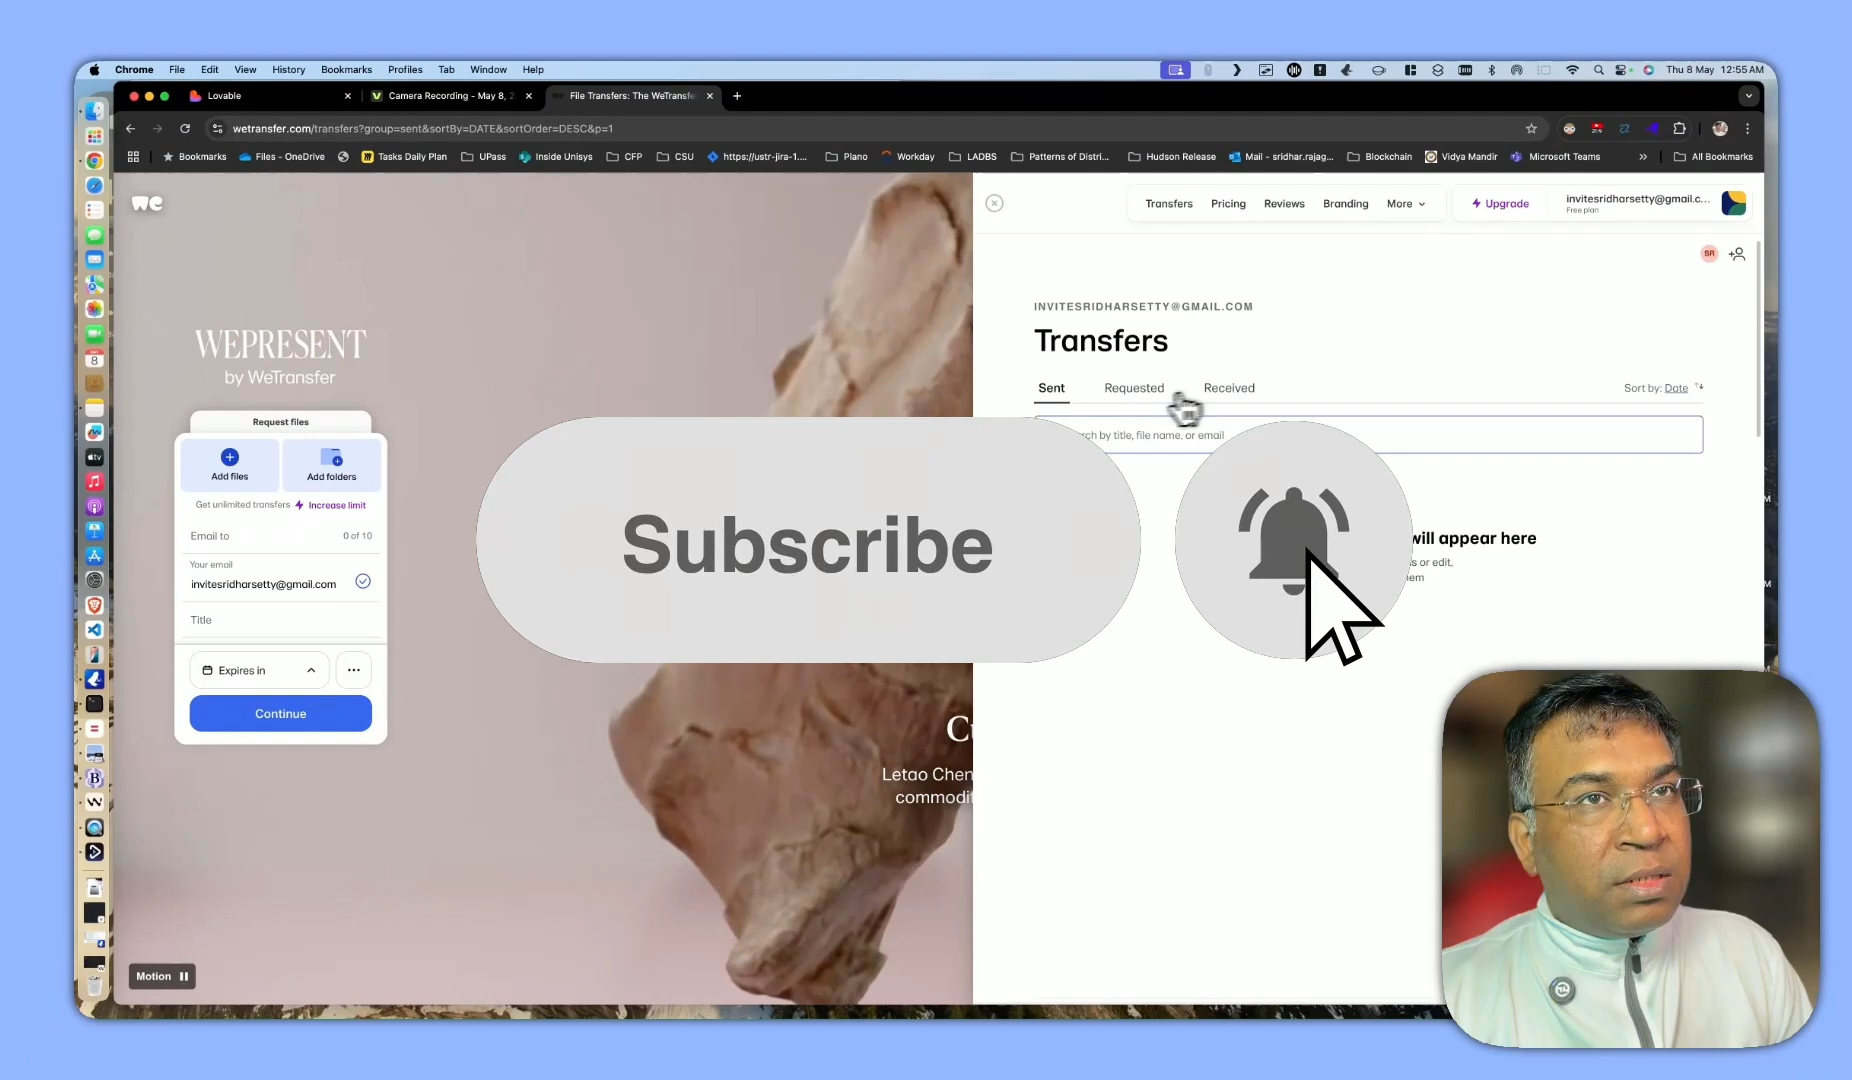 Chrome File Edit View History Bookmarks Profiles Tab Window Help Thu 8 May 12:55 AM
Lovable Camera Recording - May 8, 2 File Transfers: The WeTransfe
wetransfer.com/transfers?group=sent&sortBy=DATE&sortOrder=DESC&p=1
Bookmarks Files - OneDrive Tasks Daily Plan UPass Inside Unisys CFP CSU https://ustr-jira-1.... Plano Workday LADBS Patterns of Distri... Hudson Release Mail - sridhar.rajag... Blockchain Vidya Mandir Microsoft Teams » All Bookmarks
we
Transfers Pricing Reviews Branding More Upgrade invitesridharsetty@gmail.c...
Free plan
SR
INVITESRIDHARSETTY@GMAIL.COM
Transfers
Sent Requested Received Sort by: Date
rch by title, file name, or email
will appear here
s or edit,
em
WEPRESENT
by WeTransfer
Request files
Add files Add folders
Get unlimited transfers Increase limit
Email to 0 of 10
Your email
invitesridharsetty@gmail.com
Title
Expires in
Continue
Subscribe
Letao Chen
commodit
Motion